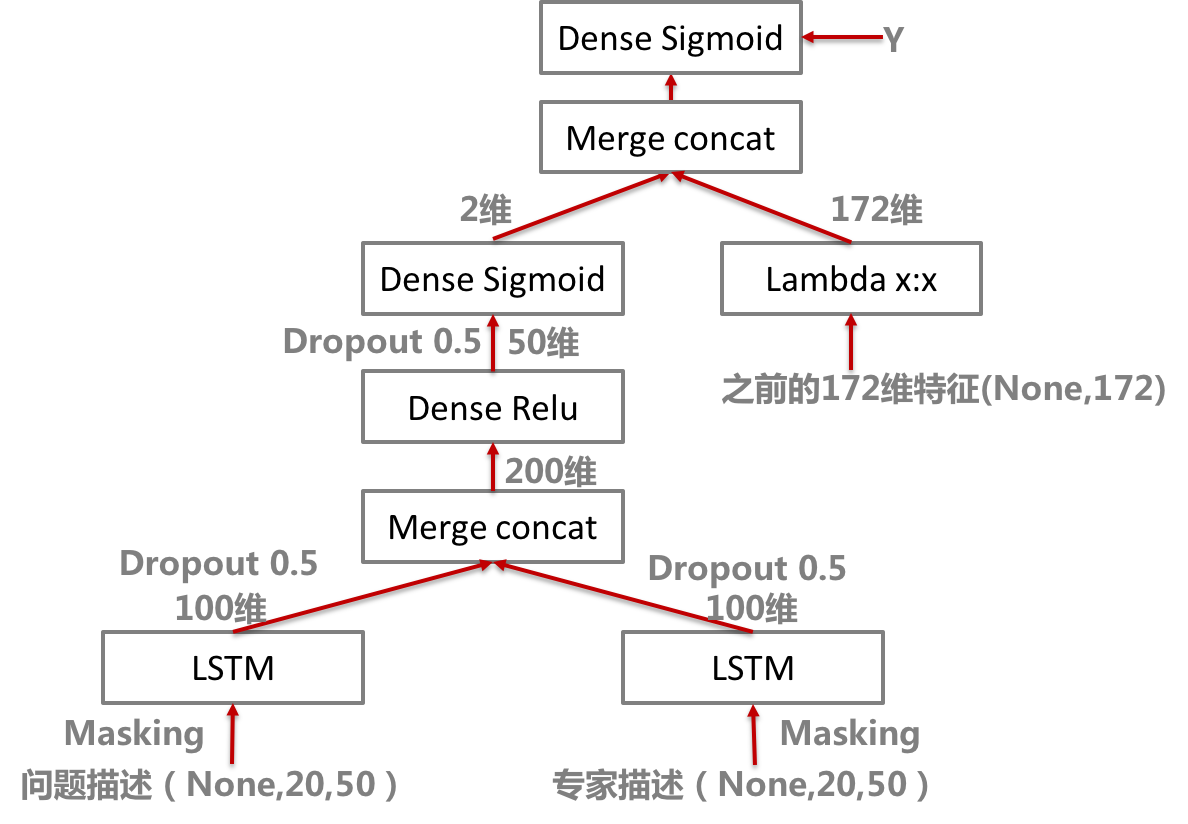 Dense Sigmoid
Y
Merge concat
2维
172维
Dense Sigmoid
Lambda x:x
Dropout 0.5
50维
之前的172维特征(None,172)
Dense Relu
200维
Merge concat
Dropout 0.5
100维
Dropout 0.5
100维
LSTM
LSTM
Masking
Masking
问题描述（None,20,50）
专家描述（None,20,50）